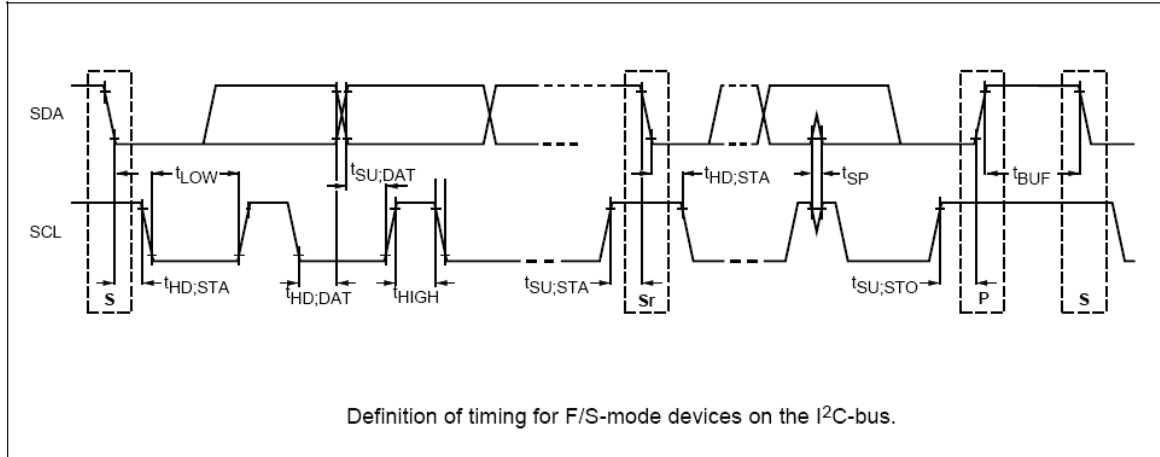 SDA
tLOW
tSU;DAT
tHD;STA
tSP
tBUF
SCL
S
tHD;STA
tHD;DAT
tHIGH
tSU;STA
Sr
tSU;STO
P
S
Definition of timing for F/S-mode devices on the I²C-bus.